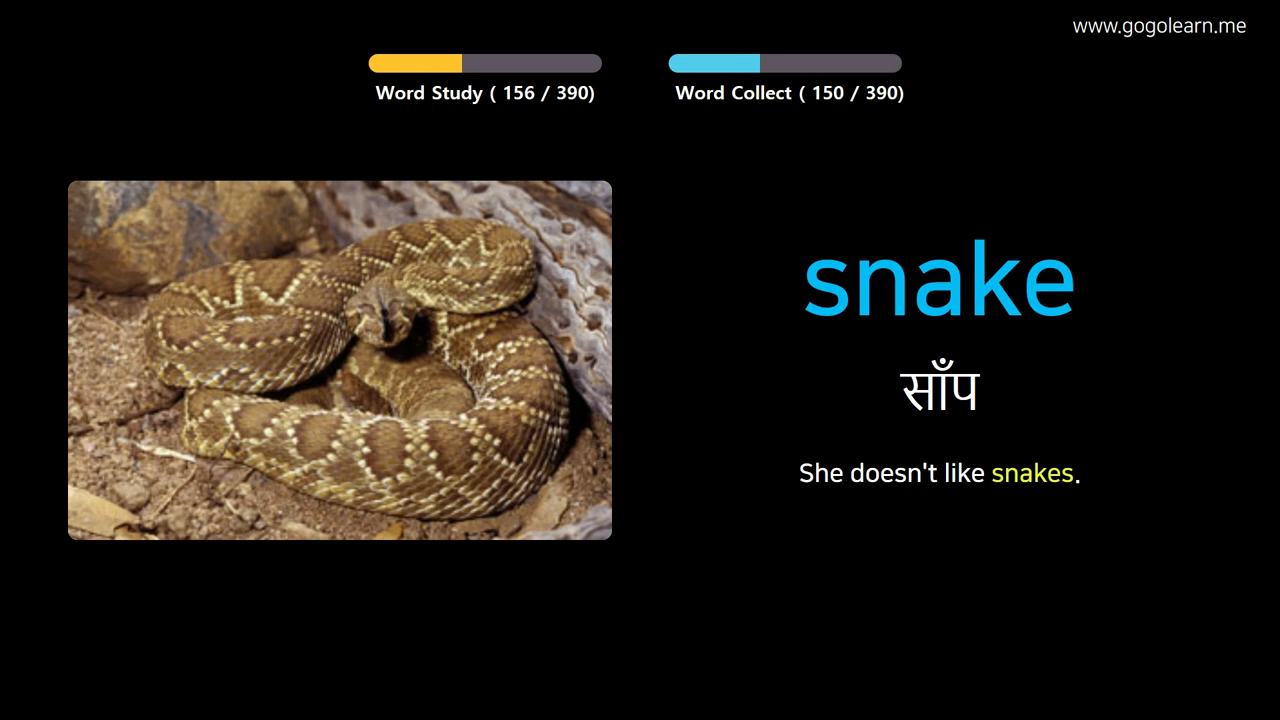 www.gogolearn.me
Word Study ( 156 / 390)
Word Collect ( 150 / 390)
snake
साँप
She doesn't like snakes.